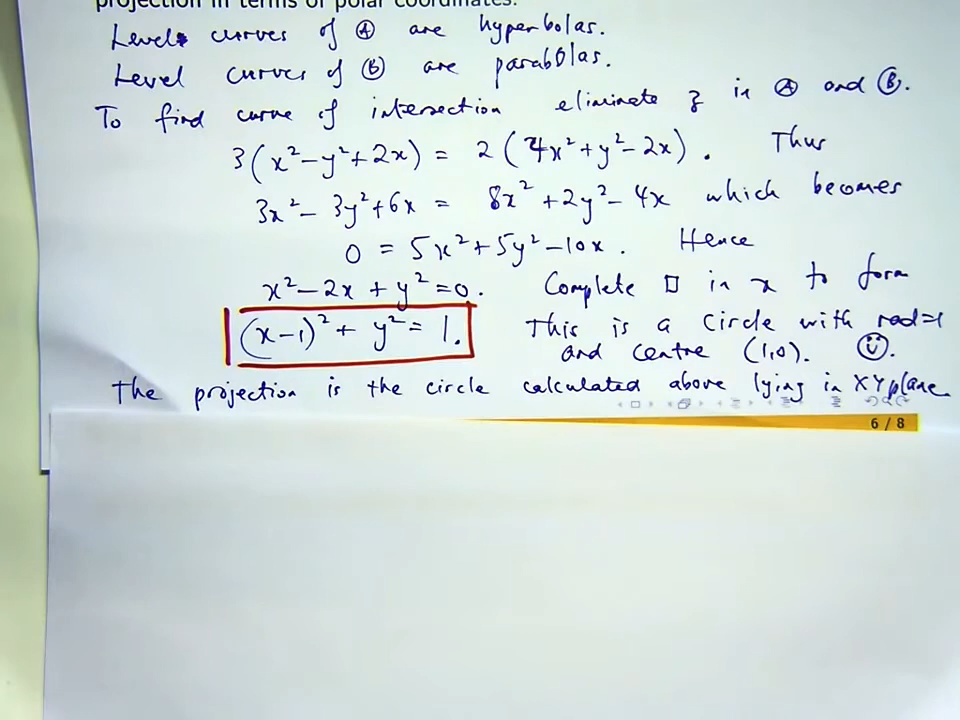 projection in terms of polar coordinates.
Level curves of Ⓐ are hyperbolas.
Level curves of Ⓑ are parabolas.
To find curve of intersection eliminate z in Ⓐ and Ⓑ.
3(x²-y²+2x) = 2(4x²+y²-2x). Thus
3x²-3y²+6x = 8x²+2y²-4x which becomes
0 = 5x²+5y²-10x. Hence
x²-2x+y²=0. Complete □ in x to form
(x-1)²+y²=1. This is a circle with rad=1
and centre (1,0). ☺.
The projection is the circle calculated above lying in XY plane
6 / 8